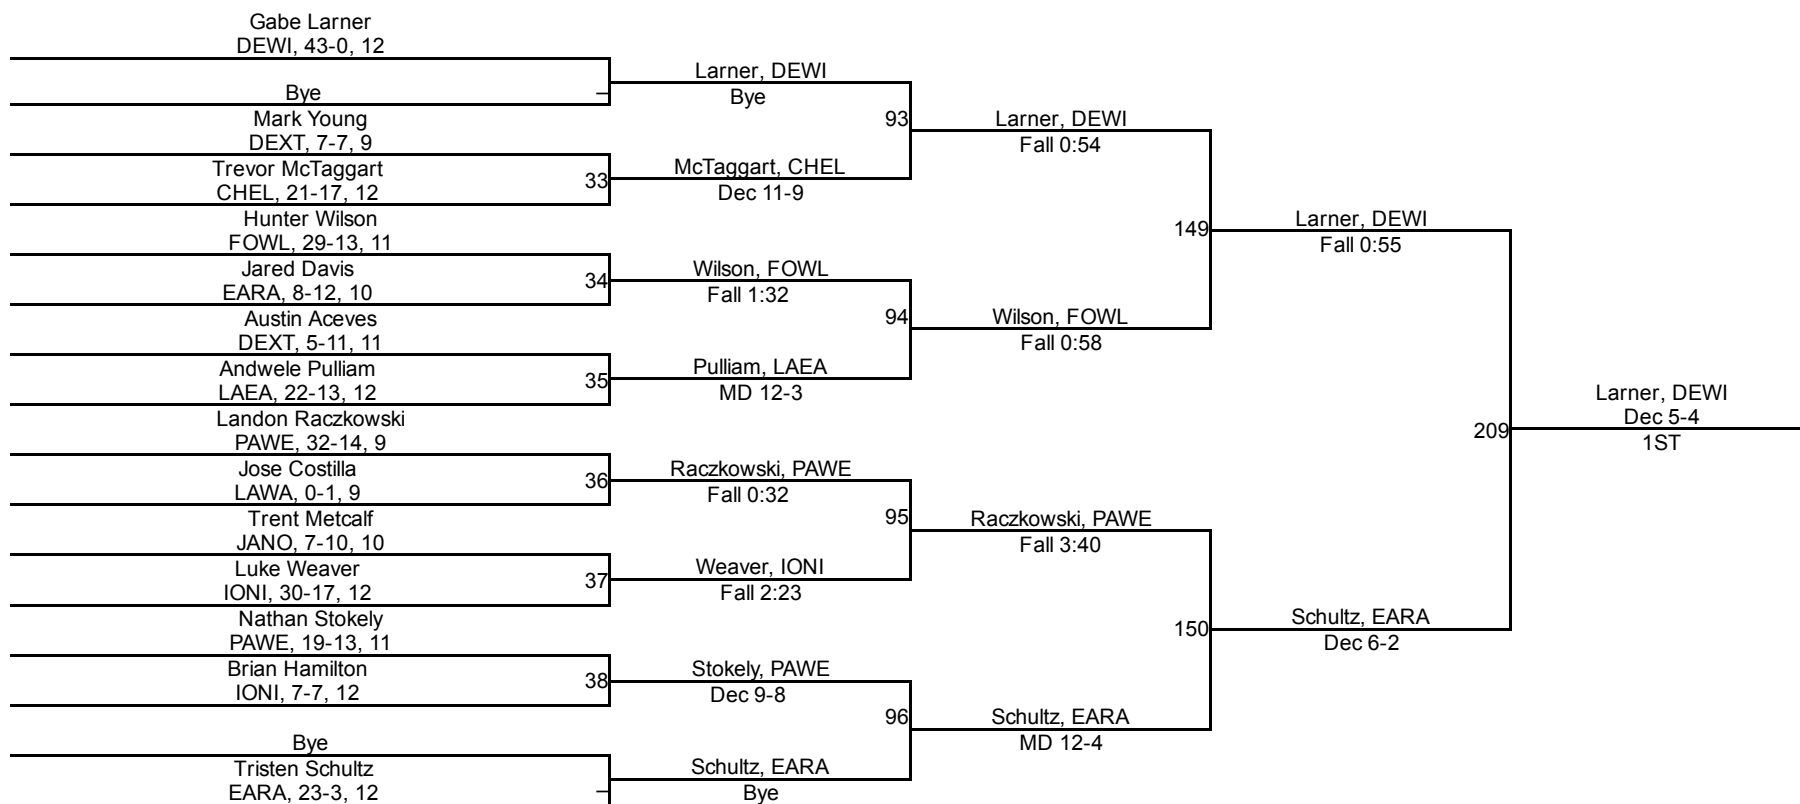 Gabe Larner
DEWI, 43-0, 12
Bye
Mark Young
DEXT, 7-7, 9
Trevor McTaggart
CHEL, 21-17, 12
33
Hunter Wilson
FOWL, 29-13, 11
Jared Davis
EARA, 8-12, 10
34
Austin Aceves
DEXT, 5-11, 11
Andwele Pulliam
LAEA, 22-13, 12
35
Landon Raczkowski
PAWE, 32-14, 9
Jose Costilla
LAWA, 0-1, 9
36
Trent Metcalf
JANO, 7-10, 10
Luke Weaver
IONI, 30-17, 12
37
Nathan Stokely
PAWE, 19-13, 11
Brian Hamilton
IONI, 7-7, 12
38
Bye
Tristen Schultz
EARA, 23-3, 12
Larner, DEWI
Bye
93
McTaggart, CHEL
Dec 11-9
Wilson, FOWL
Fall 1:32
94
Pulliam, LAEA
MD 12-3
Raczkowski, PAWE
Fall 0:32
95
Weaver, IONI
Fall 2:23
Stokely, PAWE
Dec 9-8
96
Schultz, EARA
Bye
Larner, DEWI
Fall 0:54
149
Wilson, FOWL
Fall 0:58
Raczkowski, PAWE
Fall 3:40
150
Schultz, EARA
MD 12-4
Larner, DEWI
Fall 0:55
209
Schultz, EARA
Dec 6-2
Larner, DEWI
Dec 5-4
1ST